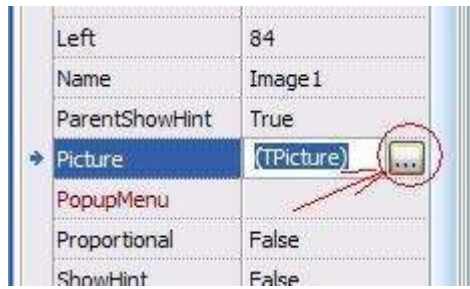 Left 84
Name Image1
ParentShowHint True
Picture (TPicture) ...
PopupMenu
Proportional False
ShowHint False